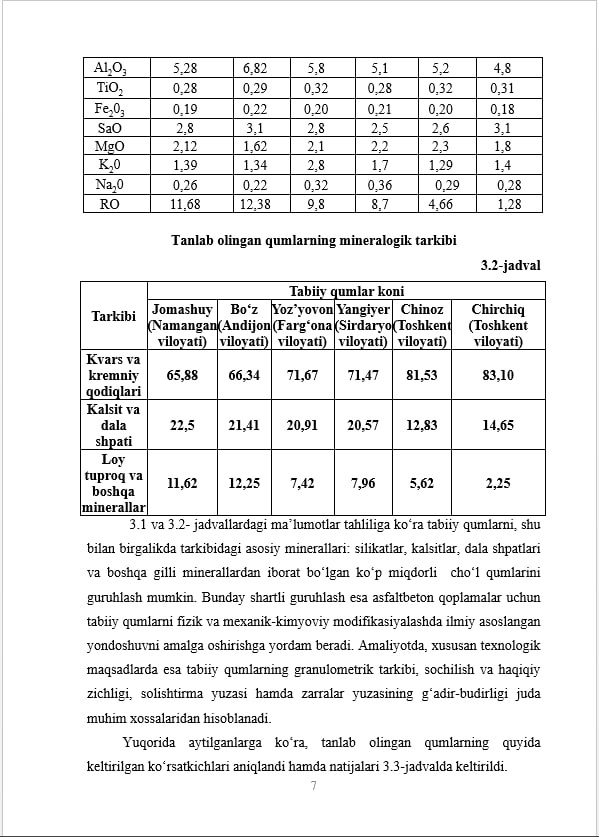 Al2O3 5,28 6,82 5,8 5,1 5,2 4,8
TiO2 0,28 0,29 0,32 0,28 0,32 0,31
Fe203 0,19 0,22 0,20 0,21 0,20 0,18
SaO 2,8 3,1 2,8 2,5 2,6 3,1
MgO 2,12 1,62 2,1 2,2 2,3 1,8
K20 1,39 1,34 2,8 1,7 1,29 1,4
Na20 0,26 0,22 0,32 0,36 0,29 0,28
RO 11,68 12,38 9,8 8,7 4,66 1,28
Tanlab olingan qumlarning mineralogik tarkibi
3.2-jadval
Tarkibi
Tabiiy qumlar koni
Jomashuy
(Namangan
viloyati)
Bo‘z
(Andijon
viloyati)
Yoz’yovon
(Farg‘ona
viloyati)
Yangiyer
(Sirdaryo
viloyati)
Chinoz
(Toshkent
viloyati)
Chirchiq
(Toshkent
viloyati)
Kvars va
kremniy
qodiqlari
65,88 66,34 71,67 71,47 81,53 83,10
Kalsit va
dala
shpati
22,5 21,41 20,91 20,57 12,83 14,65
Loy
tuproq va
boshqa
minerallar
11,62 12,25 7,42 7,96 5,62 2,25
3.1 va 3.2- jadvallardagi ma’lumotlar tahliliga ko‘ra tabiiy qumlarni, shu
bilan birgalikda tarkibidagi asosiy minerallari: silikatlar, kalsitlar, dala shpatlari
va boshqa gilli minerallardan iborat bo‘lgan ko‘p miqdorli cho‘l qumlarini
guruhlash mumkin. Bunday shartli guruhlash esa asfaltbeton qoplamalar uchun
tabiiy qumlarni fizik va mexanik-kimyoviy modifikasiyalashda ilmiy asoslangan
yondoshuvni amalga oshirishga yordam beradi. Amaliyotda, xususan texnologik
maqsadlarda esa tabiiy qumlarning granulometrik tarkibi, sochilish va haqiqiy
zichligi, solishtirma yuzasi hamda zarralar yuzasining g‘adir-budirligi juda
muhim xossalaridan hisoblanadi.
Yuqorida aytilganlarga ko‘ra, tanlab olingan qumlarning quyida
keltirilgan ko‘rsatkichlari aniqlandi hamda natijalari 3.3-jadvalda keltirildi.
7